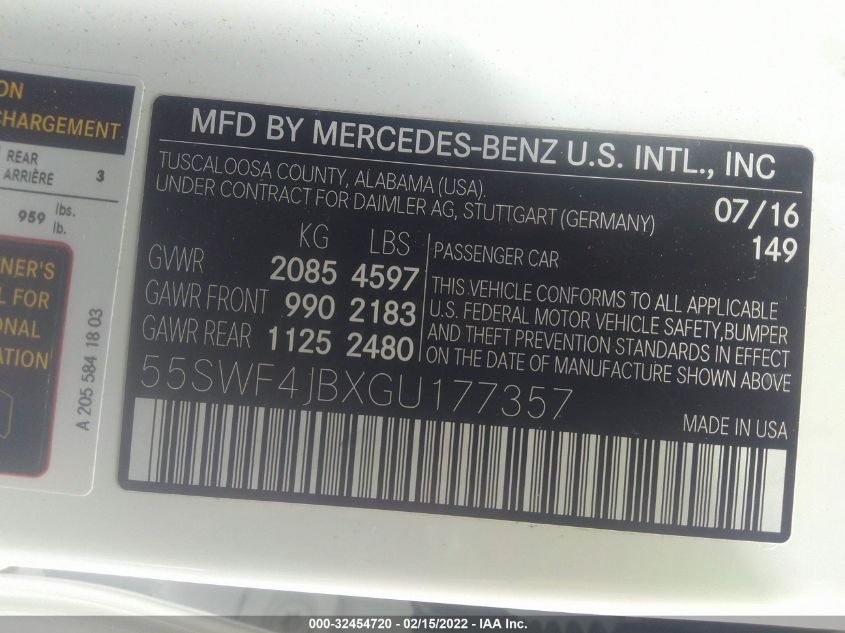 ON
CHARGEMENT
REAR
ARRIÈRE 3
959 lbs.
lb.
NER'S
L FOR
ONAL
ATION
A 205 584 18 03
MFD BY MERCEDES-BENZ U.S. INTL., INC
TUSCALOOSA COUNTY, ALABAMA (USA).
UNDER CONTRACT FOR DAIMLER AG, STUTTGART (GERMANY)
07/16
149
KG LBS
GVWR 2085 4597
GAWR FRONT 990 2183
GAWR REAR 1125 2480
PASSENGER CAR
THIS VEHICLE CONFORMS TO ALL APPLICABLE
U.S. FEDERAL MOTOR VEHICLE SAFETY, BUMPER
AND THEFT PREVENTION STANDARDS IN EFFECT
ON THE DATE OF MANUFACTURE SHOWN ABOVE
55SWF4JBXGU177357
MADE IN USA
000-32454720 - 02/15/2022 - IAA Inc.